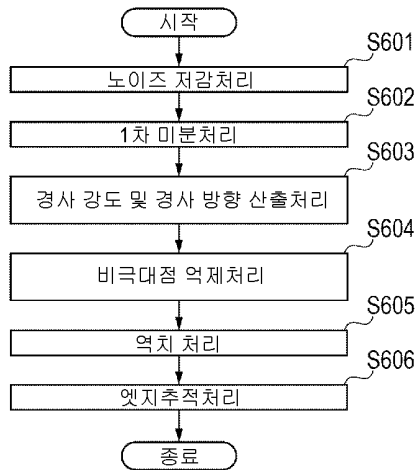 시작
S601
노이즈 저감처리
S602
1차 미분처리
S603
경사 강도 및 경사 방향 산출처리
S604
비극대점 억제처리
S605
역치 처리
S606
엣지추적처리
종료